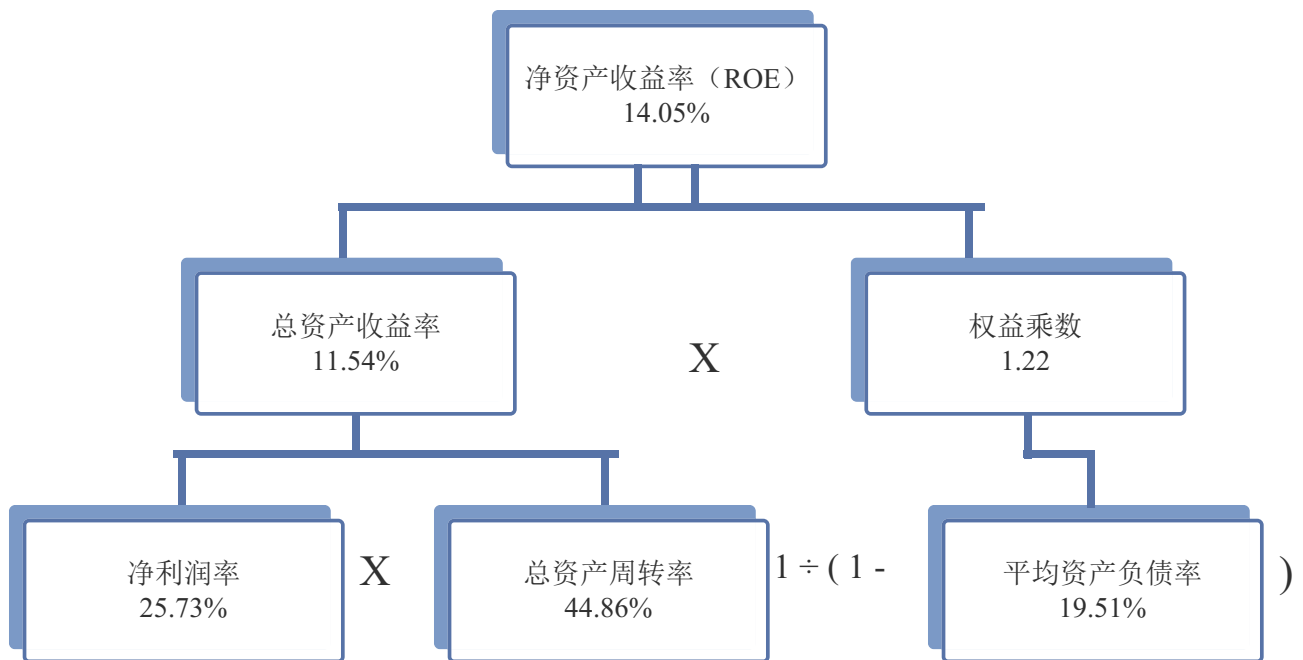 净资产收益率（ROE）
14.05%
总资产收益率
11.54%
X
权益乘数
1.22
净利润率
25.73%
X
总资产周转率
44.86%
1 ÷ ( 1 -
平均资产负债率
19.51%
)